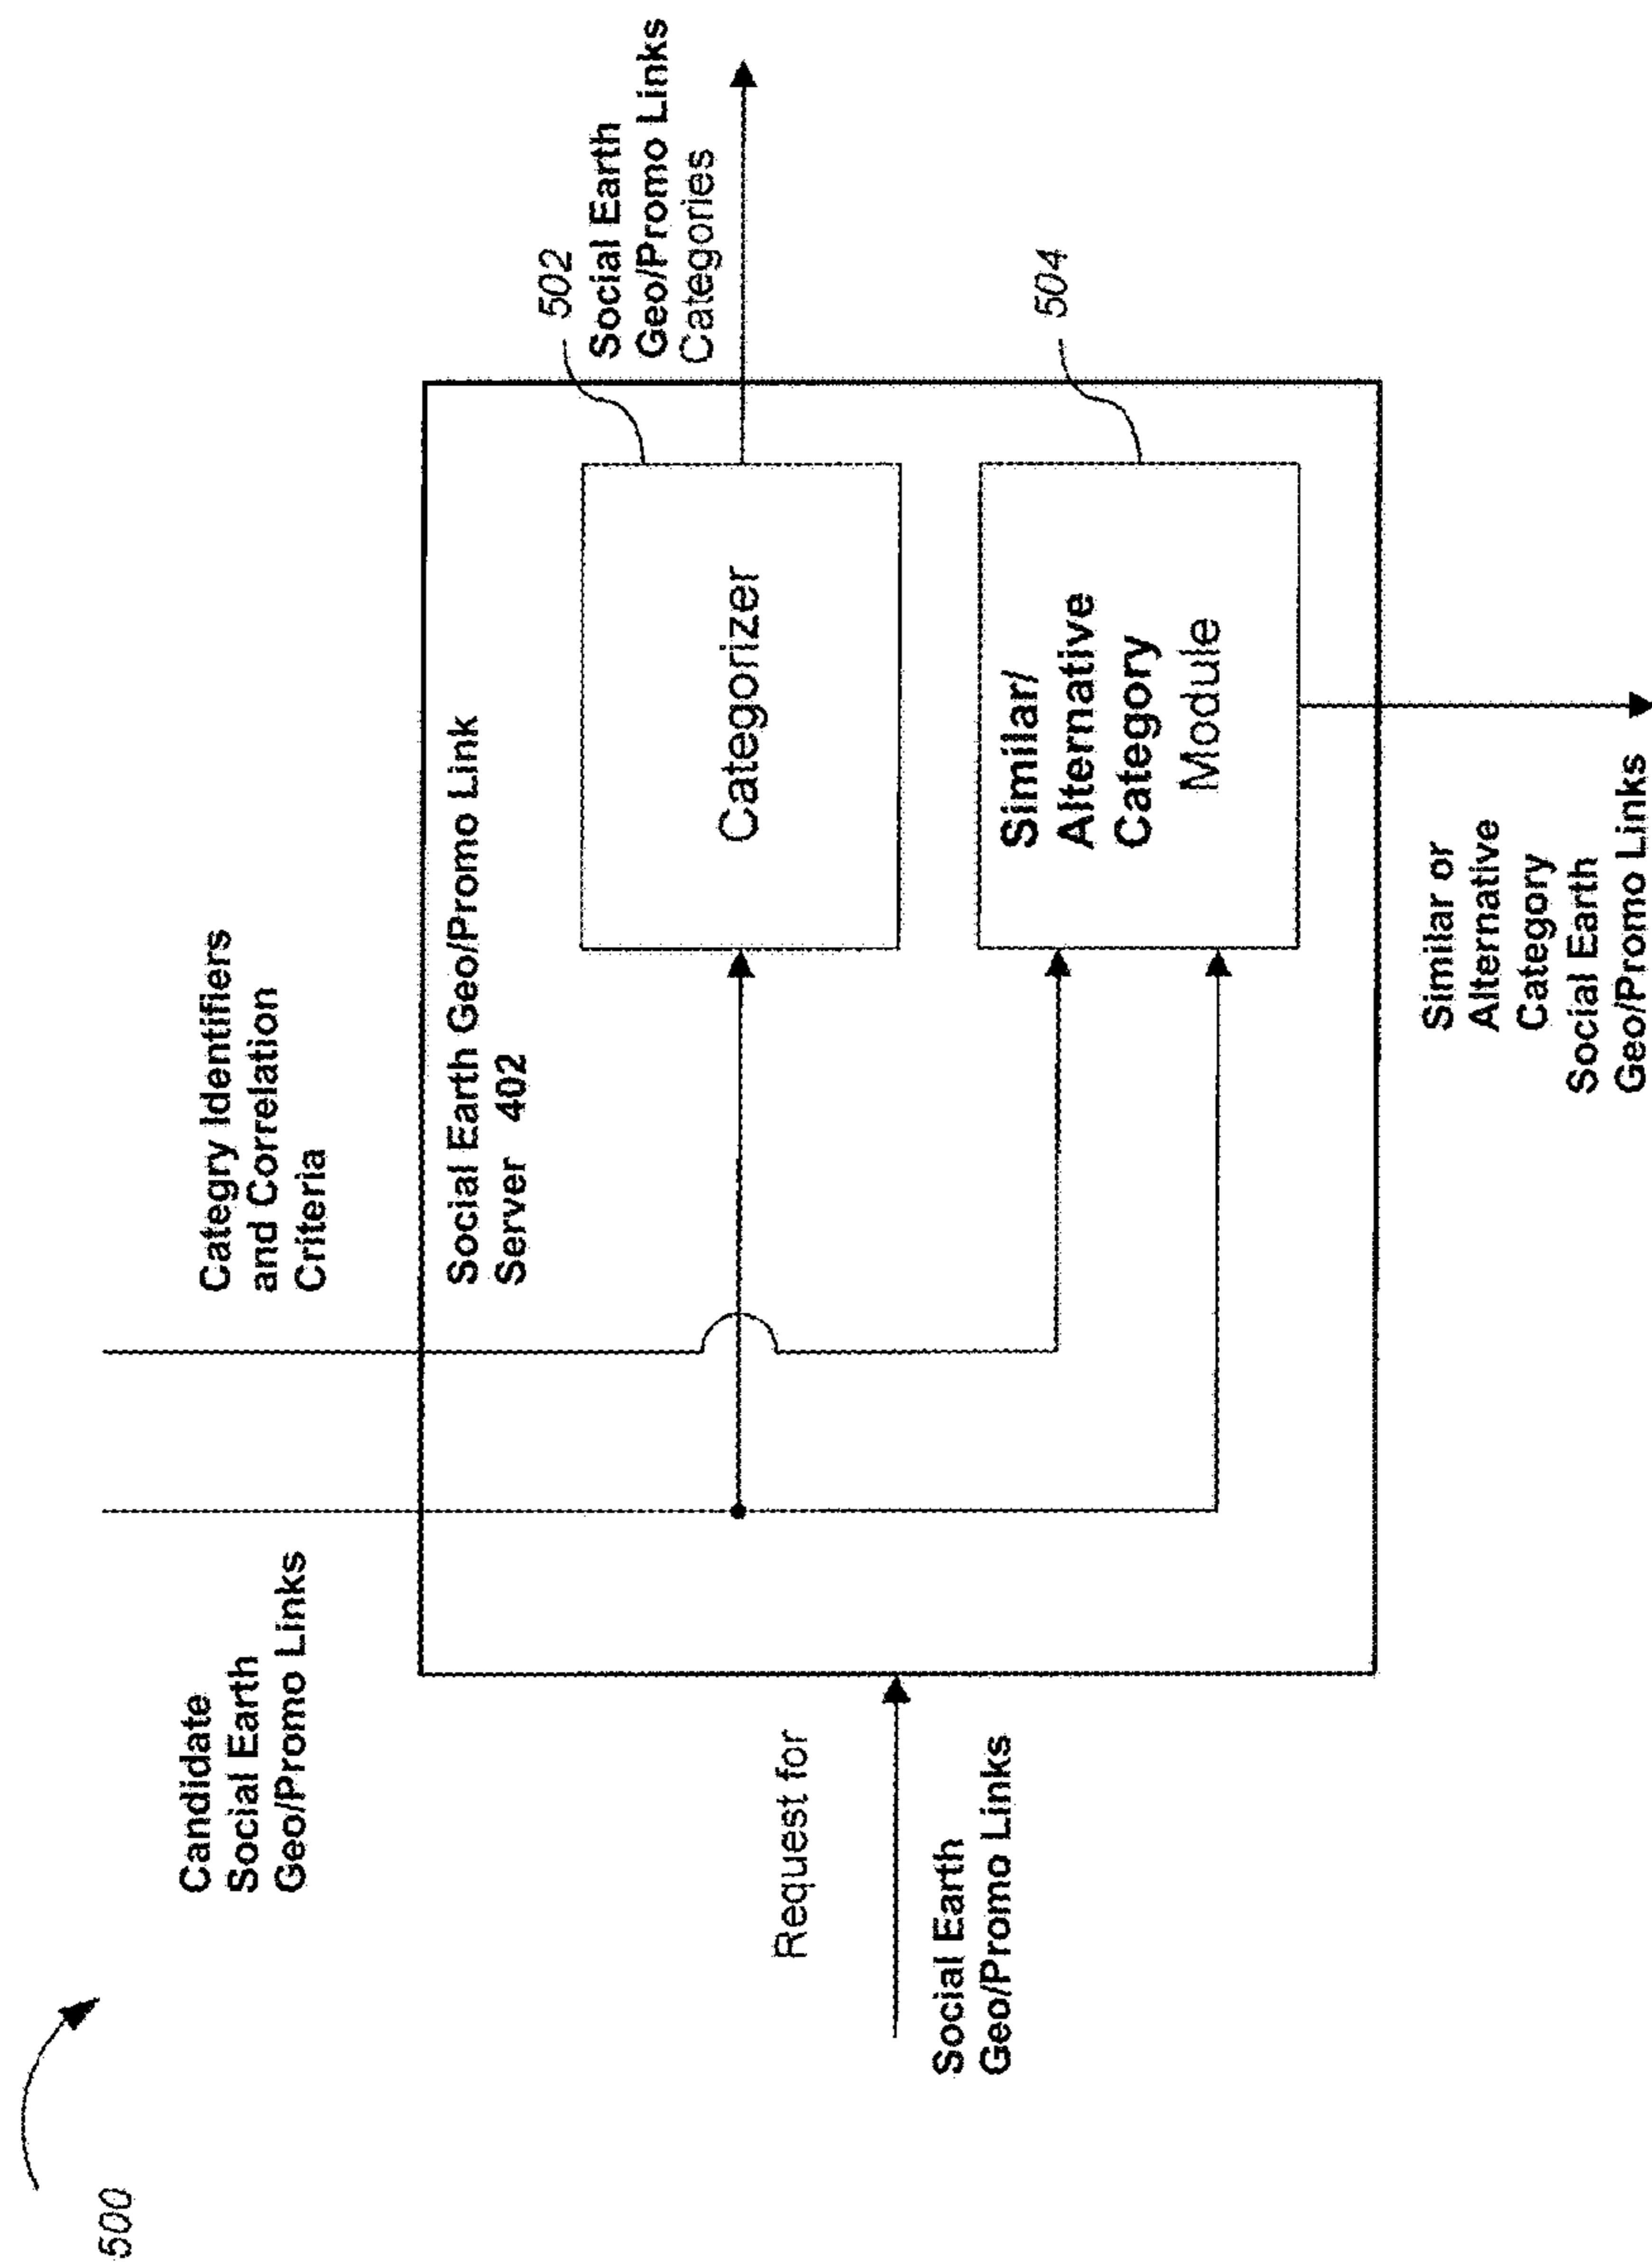 500
Candidate
Social Earth
Geo/Promo Links
Category Identifiers
and Correlation
Criteria
Request for
Social Earth
Geo/Promo Links
Social Earth Geo/Promo Link
Server 402
Categorizer
502
Social Earth
Geo/Promo Links
Categories
Similar/
Alternative
Category
Module
504
Similar or
Alternative
Category
Social Earth
Geo/Promo Links